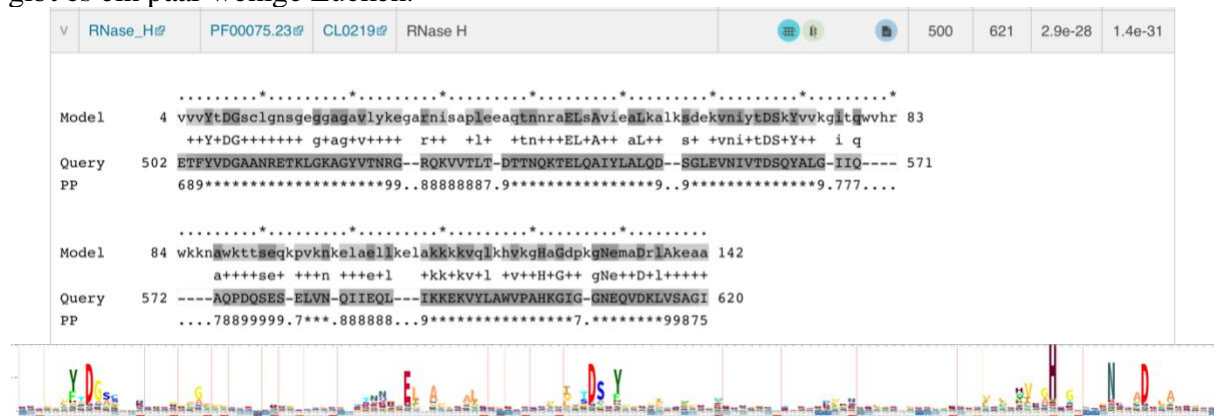 gibt es ein paar wenige Lücken.
V RNase_H PF00075.23 CL0219 RNase H 500 621 2.9e-28 1.4e-31
.........*.........*.........*.........*.........*.........*.........*.........*
Model 4 vvvYtDGsclgnsgeggagavlykegarnisapleeaqtnnraELsAvieaLkalksdekvniytDSkYvvkgitqwvhr 83
++Y+DG+++++++ g+ag+v++++ r++ +l+ +tn+++EL+A++ aL++ s+ +vni+tDS+Y++ i q
Query 502 ETFYVDGAANRETKLGKAGYVTNRG--RQKVVTLT-DTTNQKTELQAIYLALQD--SGLEVNIVTDSQYALG-IIQ---- 571
PP 689********************99..88888887.9***************9..9***************9.777....
.........*.........*.........*.........*.........*.........
Model 84 wkknawkttseqkpvknkelaellkelakkkkvqlkhvkgHaGdpkgNemaDrlAkeaa 142
a++++se+ +++n +++e+l +kk+kv+l +v++H+G++ gNe++D+l+++++
Query 572 ----AQPDQSES-ELVN-QIIEQL---IKKEKVYLAWVPAHKGIG-GNEQVDKLVSAGI 620
PP ....78899999.7***.888888...9****************7.********99875